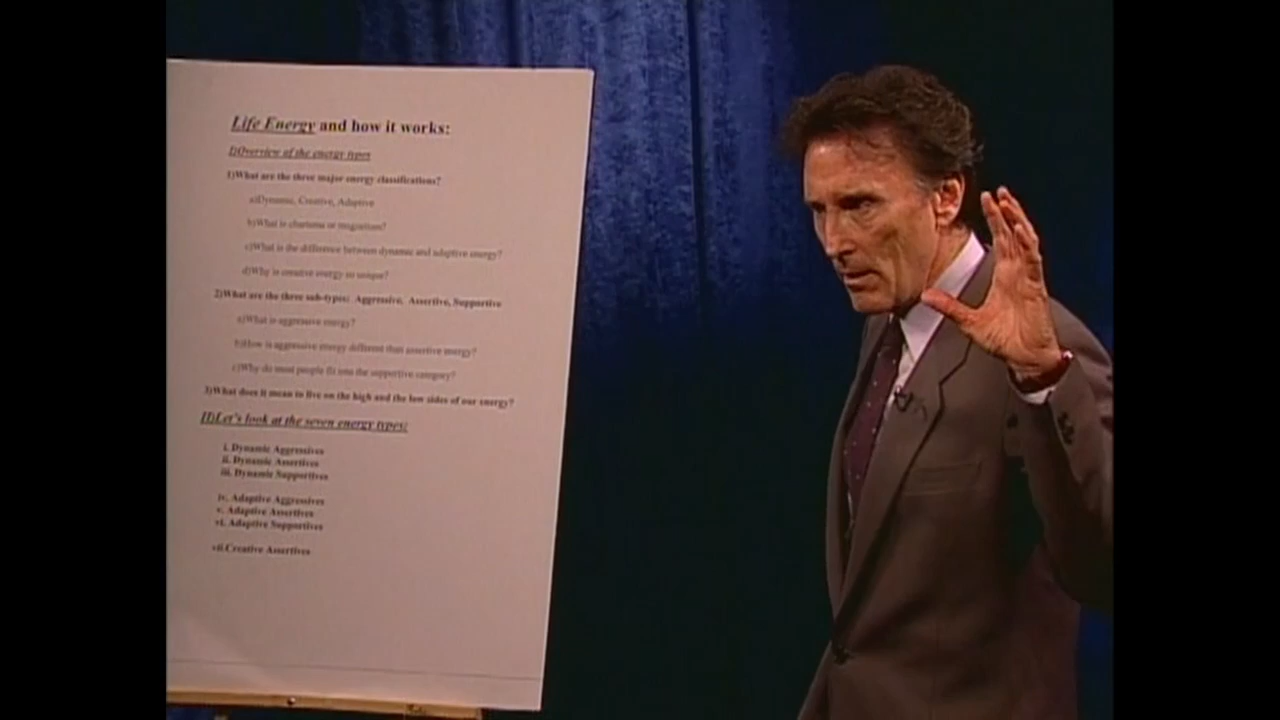 Life Energy and how it works:
I)Overview of the energy types
1)What are the three major energy classifications?
a)Dynamic, Creative, Adaptive
b)What is charisma or magnetism?
c)What is the difference between dynamic and adaptive energy?
d)Why is creative energy so unique?
2)What are the three sub-types: Aggressive, Assertive, Supportive
a)What is aggressive energy?
b)How is aggressive energy different than assertive energy?
c)Why do most people fit into the supportive category?
3)What does it mean to live on the high and the low sides of our energy?
II)Let's look at the seven energy types:
i. Dynamic Aggressives
ii. Dynamic Assertives
iii. Dynamic Supportives
iv. Adaptive Aggressives
v. Adaptive Assertives
vi. Adaptive Supportives
vii.Creative Assertives